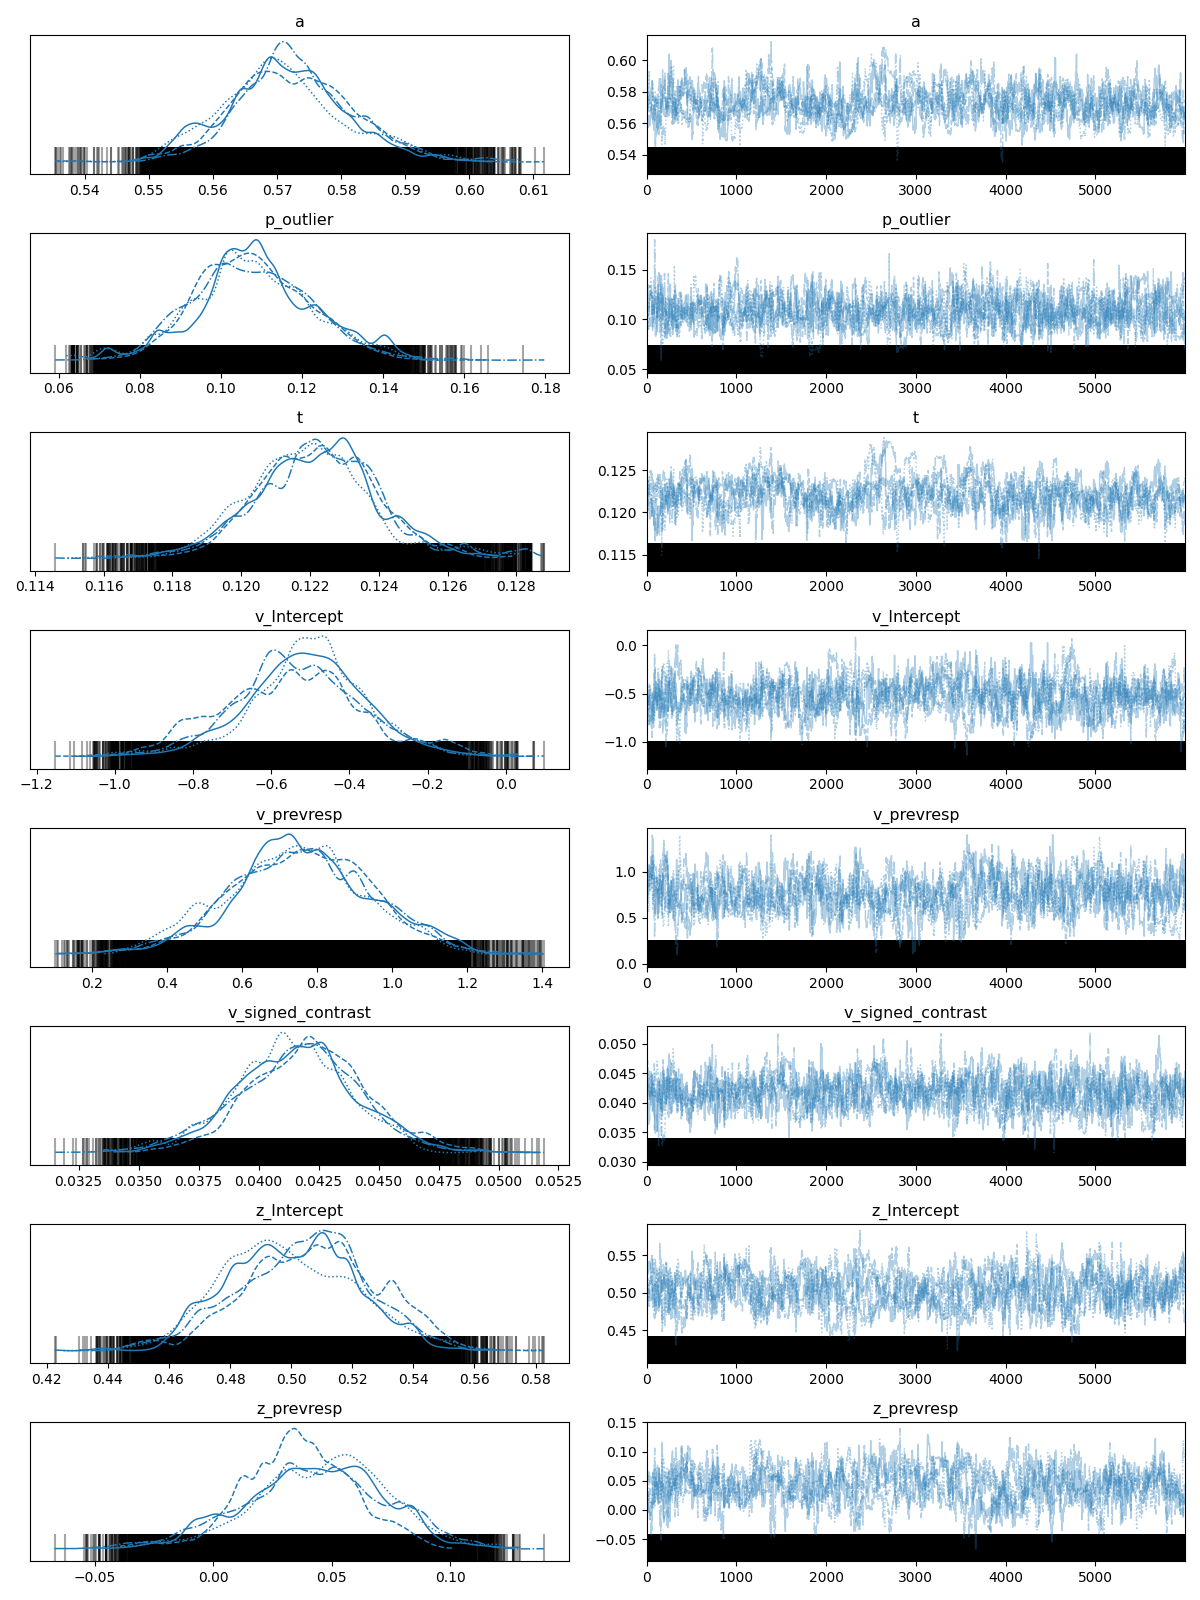 a a
0.60
0.58
0.56
0.54
0.54 0.55 0.56 0.57 0.58 0.59 0.60 0.61 0 1000 2000 3000 4000 5000
p_outlier p_outlier
0.15
0.10
0.05
0.06 0.08 0.10 0.12 0.14 0.16 0.18 0 1000 2000 3000 4000 5000
t t
0.125
0.120
0.115
0.114 0.116 0.118 0.120 0.122 0.124 0.126 0.128 0 1000 2000 3000 4000 5000
v_Intercept v_Intercept
0.0
−0.5
−1.0
−1.2 −1.0 −0.8 −0.6 −0.4 −0.2 0.0 0 1000 2000 3000 4000 5000
v_prevresp v_prevresp
1.0
0.5
0.0
0.2 0.4 0.6 0.8 1.0 1.2 1.4 0 1000 2000 3000 4000 5000
v_signed_contrast v_signed_contrast
0.050
0.045
0.040
0.035
0.030
0.0325 0.0350 0.0375 0.0400 0.0425 0.0450 0.0475 0.0500 0.0525 0 1000 2000 3000 4000 5000
z_Intercept z_Intercept
0.55
0.50
0.45
0.42 0.44 0.46 0.48 0.50 0.52 0.54 0.56 0.58 0 1000 2000 3000 4000 5000
z_prevresp z_prevresp
0.15
0.10
0.05
0.00
−0.05
−0.05 0.00 0.05 0.10 0 1000 2000 3000 4000 5000